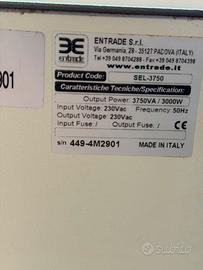 ENTRADE S.r.l.
Via Germania, 28 - 35127 PADOVA (ITALY)
Tel +39 049 8704288 - Fax +39 049 8704398
entrade
www.entrade.it
Product Code: SEL-3750
Caratteristiche Tecniche/Specification:
Output Power: 3750VA / 3000W
Input Voltage: 230Vac Frequency 50Hz
Output Voltage: 230Vac
Input Fuse: / Output Fuse: /
s/n 449-4M2901 MADE IN ITALY
2901
subito